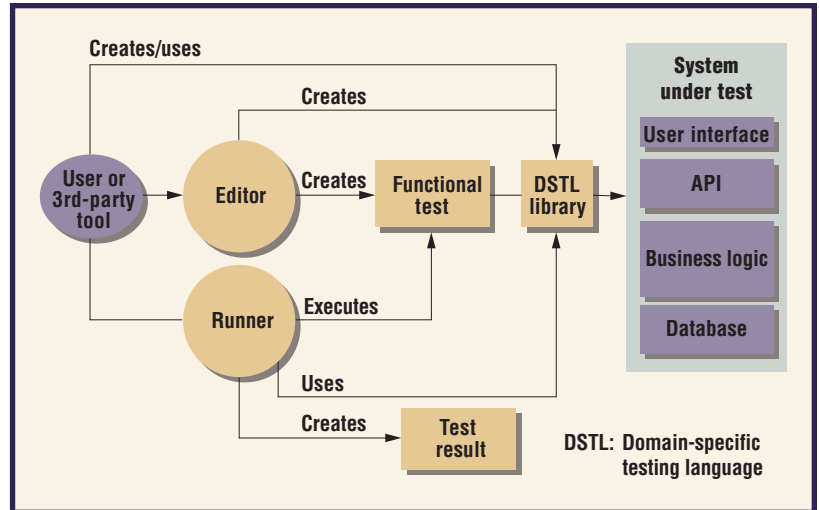 Creates/uses
System
under test
Creates
User interface
User or
3rd-party
tool
Editor
Creates
Functional
test
DSTL
library
API
Business logic
Runner
Executes
Database
Uses
Creates
Test
result
DSTL: Domain-specific
testing language